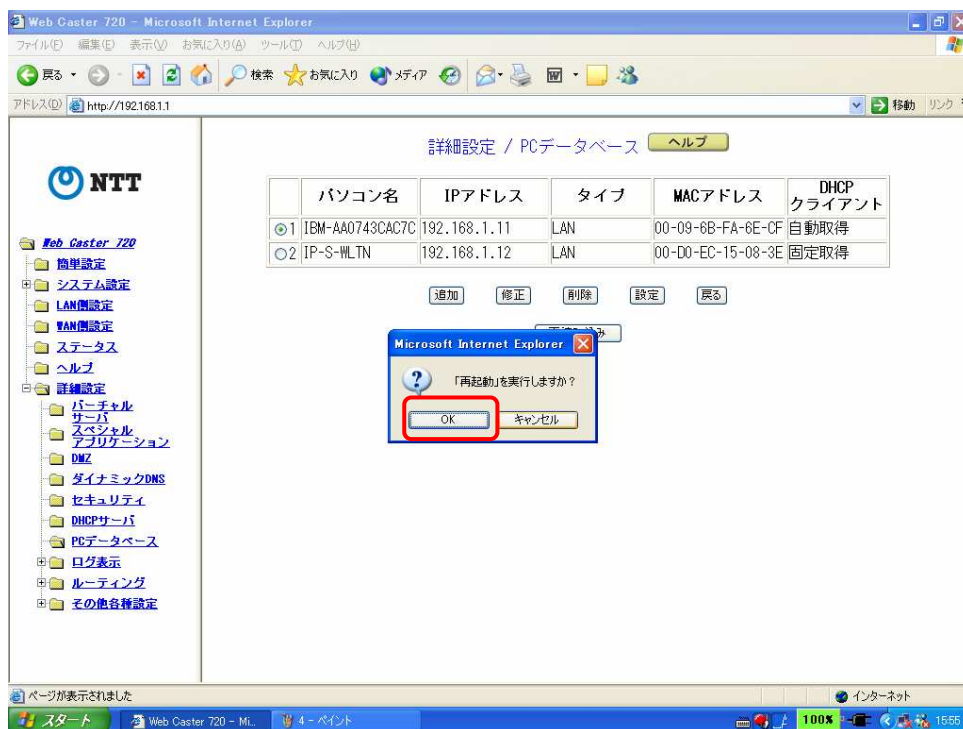 Web Caster 720 - Microsoft Internet Explorer
ファイル(F) 編集(E) 表示(V) お気に入り(A) ツール(T) ヘルプ(H)
戻る 検索 お気に入り メディア
アドレス(D) http://192.168.1.1 移動 リンク
詳細設定 / PCデータベース ヘルプ
NTT
パソコン名 IPアドレス タイプ MACアドレス DHCP
クライアント
1 IBM-AA0743CAC7C 192.168.1.11 LAN 00-09-6B-FA-6E-CF 自動取得
2 IP-S-WLTN 192.168.1.12 LAN 00-D0-EC-15-08-3E 固定取得
追加 修正 削除 設定 戻る
Web Caster 720
簡単設定
システム設定
LAN側設定
WAN側設定
ステータス
ヘルプ
詳細設定
バーチャル
サーバ
スペシャル
アプリケーション
DMZ
ダイナミックDNS
セキュリティ
DHCPサーバ
PCデータベース
ログ表示
ルーティング
その他各種設定
Microsoft Internet Explorer
「再起動」を実行しますか?
OK キャンセル
ページが表示されました インターネット
スタート Web Caster 720 - Mi... 4 - ペイント 100% 15:55